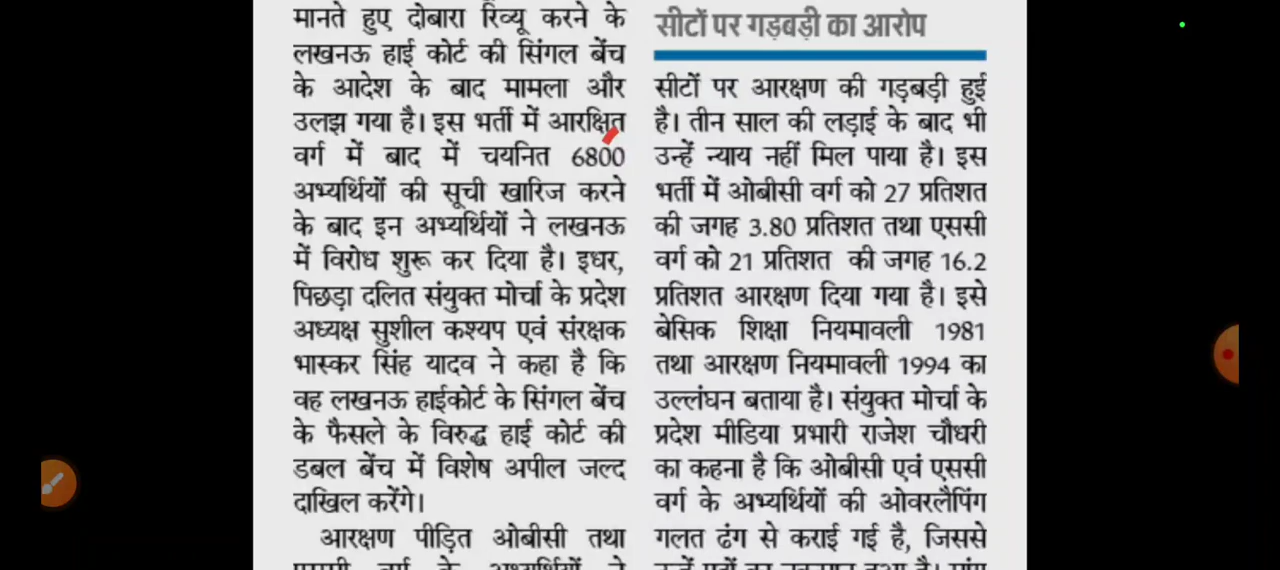 मानते हुए दोबारा रिव्यू करने के
लखनऊ हाई कोर्ट की सिंगल बेंच
के आदेश के बाद मामला और
उलझ गया है। इस भर्ती में आरक्षित
वर्ग में बाद में चयनित 6800
अभ्यर्थियों की सूची खारिज करने
के बाद इन अभ्यर्थियों ने लखनऊ
में विरोध शुरू कर दिया है। इधर,
पिछड़ा दलित संयुक्त मोर्चा के प्रदेश
अध्यक्ष सुशील कश्यप एवं संरक्षक
भास्कर सिंह यादव ने कहा है कि
वह लखनऊ हाईकोर्ट के सिंगल बेंच
के फैसले के विरुद्ध हाई कोर्ट की
डबल बेंच में विशेष अपील जल्द
दाखिल करेंगे।
आरक्षण पीड़ित ओबीसी तथा
सीटों पर गड़बड़ी का आरोप
सीटों पर आरक्षण की गड़बड़ी हुई
है। तीन साल की लड़ाई के बाद भी
उन्हें न्याय नहीं मिल पाया है। इस
भर्ती में ओबीसी वर्ग को 27 प्रतिशत
की जगह 3.80 प्रतिशत तथा एससी
वर्ग को 21 प्रतिशत की जगह 16.2
प्रतिशत आरक्षण दिया गया है। इसे
बेसिक शिक्षा नियमावली 1981
तथा आरक्षण नियमावली 1994 का
उल्लंघन बताया है। संयुक्त मोर्चा के
प्रदेश मीडिया प्रभारी राजेश चौधरी
का कहना है कि ओबीसी एवं एससी
वर्ग के अभ्यर्थियों की ओवरलैपिंग
गलत ढंग से कराई गई है, जिससे